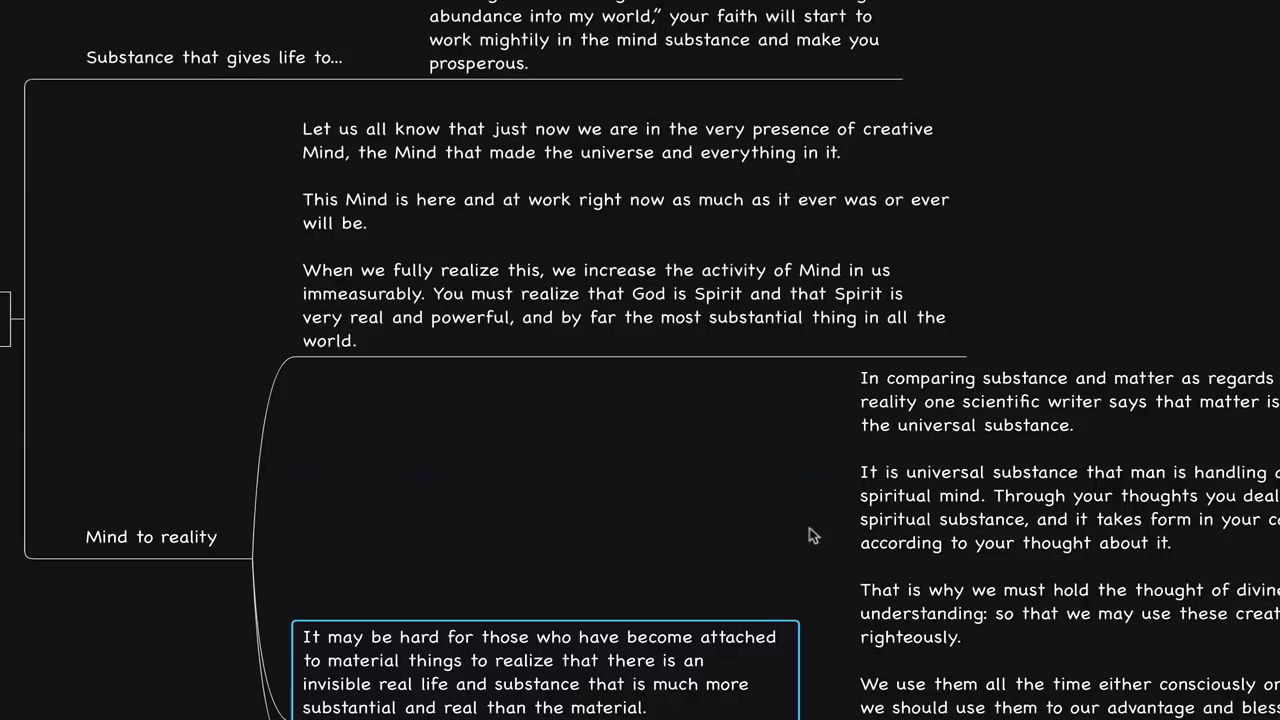 abundance into my world,” your faith will start to
work mightily in the mind substance and make you
prosperous.
Substance that gives life to...
Let us all know that just now we are in the very presence of creative
Mind, the Mind that made the universe and everything in it.
This Mind is here and at work right now as much as it ever was or ever
will be.
When we fully realize this, we increase the activity of Mind in us
immeasurably. You must realize that God is Spirit and that Spirit is
very real and powerful, and by far the most substantial thing in all the
world.
Mind to reality
In comparing substance and matter as regards
reality one scientific writer says that matter is
the universal substance.
It is universal substance that man is handling
spiritual mind. Through your thoughts you deal
spiritual substance, and it takes form in your
according to your thought about it.
That is why we must hold the thought of
understanding: so that we may use these
righteously.
We use them all the time either consciously
we should use them to our advantage and
It may be hard for those who have become attached
to material things to realize that there is an
invisible real life and substance that is much more
substantial and real than the material.